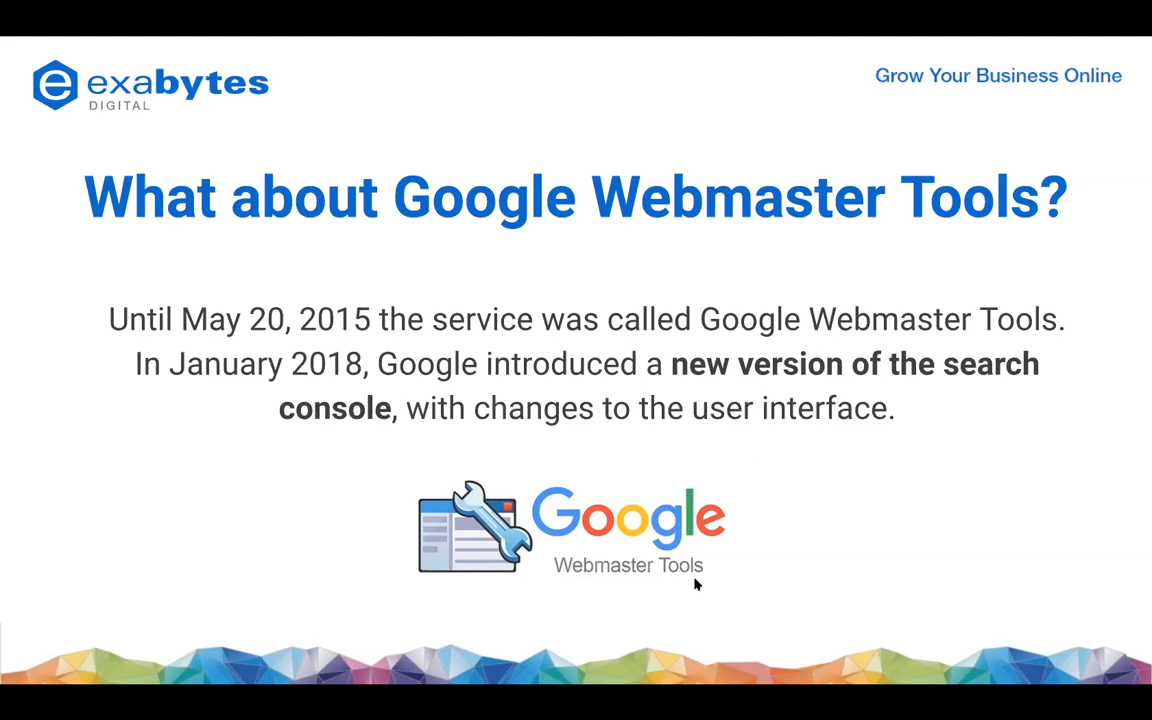 exabytes
DIGITAL
Grow Your Business Online
What about Google Webmaster Tools?
Until May 20, 2015 the service was called Google Webmaster Tools.
In January 2018, Google introduced a new version of the search
console, with changes to the user interface.
Google
Webmaster Tools